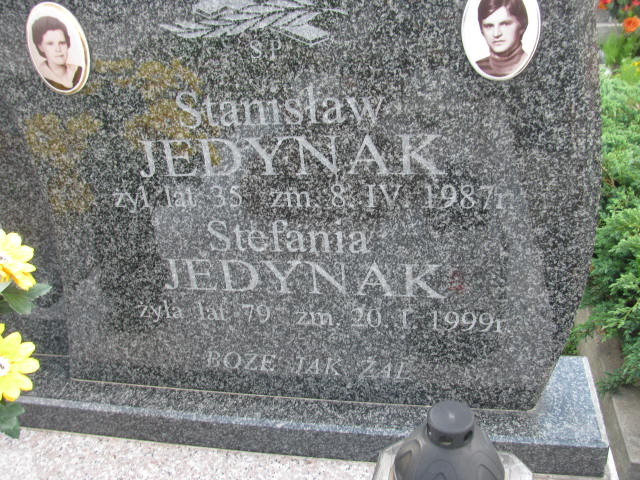 Ś.P.
Stanisław
JEDYNAK
żył lat 35 zm. 8. IV. 1987r.
Stefania
JEDYNAK
żyła lat 79 zm. 20. I. 1999r.
BOŻE JAK ŻAL